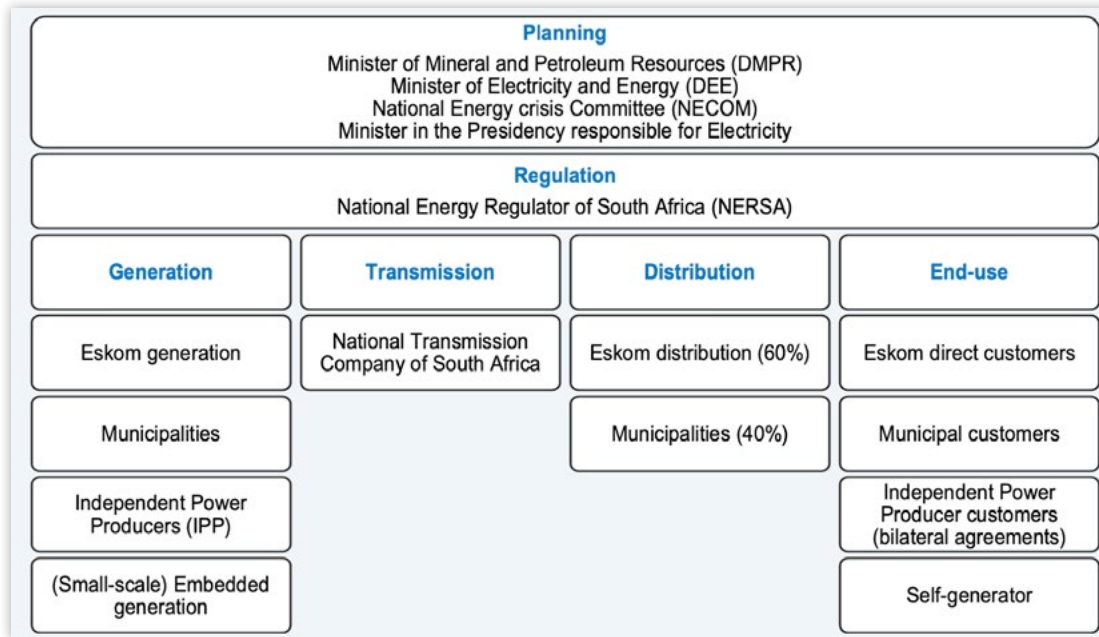 Planning
Minister of Mineral and Petroleum Resources (DMPR)
Minister of Electricity and Energy (DEE)
National Energy crisis Committee (NECOM)
Minister in the Presidency responsible for Electricity
Regulation
National Energy Regulator of South Africa (NERSA)
Generation
Transmission
Distribution
End-use
Eskom generation
National Transmission
Company of South Africa
Eskom distribution (60%)
Eskom direct customers
Municipalities
Municipalities (40%)
Municipal customers
Independent Power
Producers (IPP)
Independent Power
Producer customers
(bilateral agreements)
(Small-scale) Embedded
generation
Self-generator